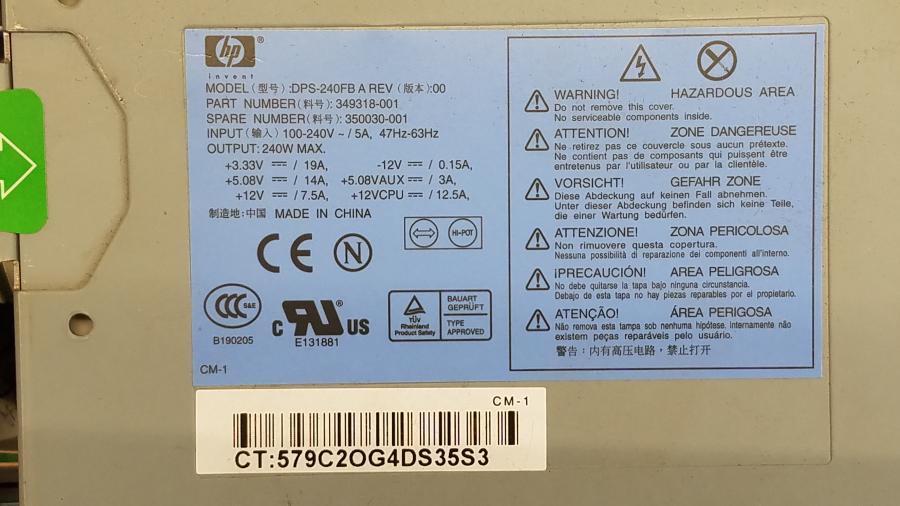 hp®
invent
MODEL (型号) :DPS-240FB A REV (版本):00
PART NUMBER(料号): 349318-001
SPARE NUMBER(料号): 350030-001
INPUT(输入) 100-240V ~ / 5A, 47Hz-63Hz
OUTPUT: 240W MAX.
+3.33V ⎓ / 19A, -12V ⎓ / 0.15A,
+5.08V ⎓ / 14A, +5.08VAUX ⎓ / 3A,
+12V ⎓ / 7.5A, +12VCPU ⎓ / 12.5A,
制造地:中国 MADE IN CHINA
HI-POT
CE N
CCC S&E
B190205
c RU® US
E131881
TÜV
Rheinland
Product Safety
BAUART
GEPRÜFT
TYPE
APPROVED
CM-1
WARNING! HAZARDOUS AREA
Do not remove this cover.
No serviceable components inside.
ATTENTION! ZONE DANGEREUSE
Ne retirez pas ce couvercle sous aucun prétexte.
Ne contient pas de composants qui puissent être
entretenus par l'utilisateur ou par la clientèle.
VORSICHT! GEFAHR ZONE
Diese Abdeckung auf keinen Fall abnehmen.
Unter dieser Abdeckung befinden sich keine Teile,
die einer Wartung bedürfen.
ATTENZIONE! ZONA PERICOLOSA
Non rimuovere questa copertura.
Nessuna possibilità di reparazione dei componenti all'interno.
¡PRECAUCIÓN! AREA PELIGROSA
No debe quitarse la tapa bajo ninguna circunstancia.
Debajo de esta tapa no hay piezas reparables por el propietario.
ATENÇÃO! ÁREA PERIGOSA
Não remova esta tampa sob nenhuma hipótese. Internamente não
existem peças reparáveis pelo usuário.
警告: 内有高压电路, 禁止打开
CM-1
CT:579C2OG4DS35S3